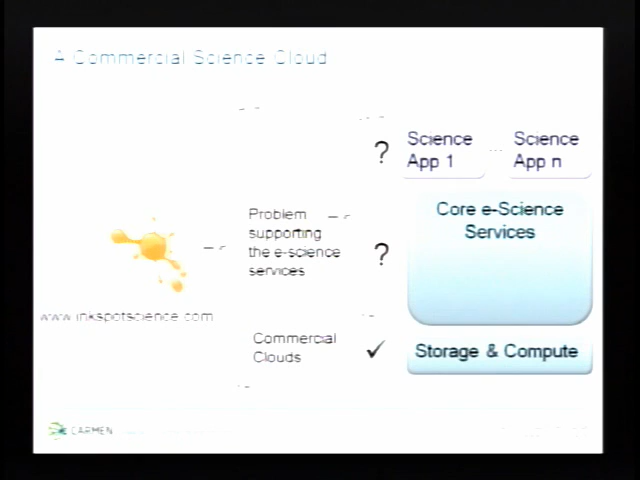 A Commercial Science Cloud
?
Science
App 1
...
Science
App n
Problem
supporting
the e-science
services
?
Core e-Science
Services
www.inkspotscience.com
Commercial
Clouds
✓
Storage & Compute
CARMEN